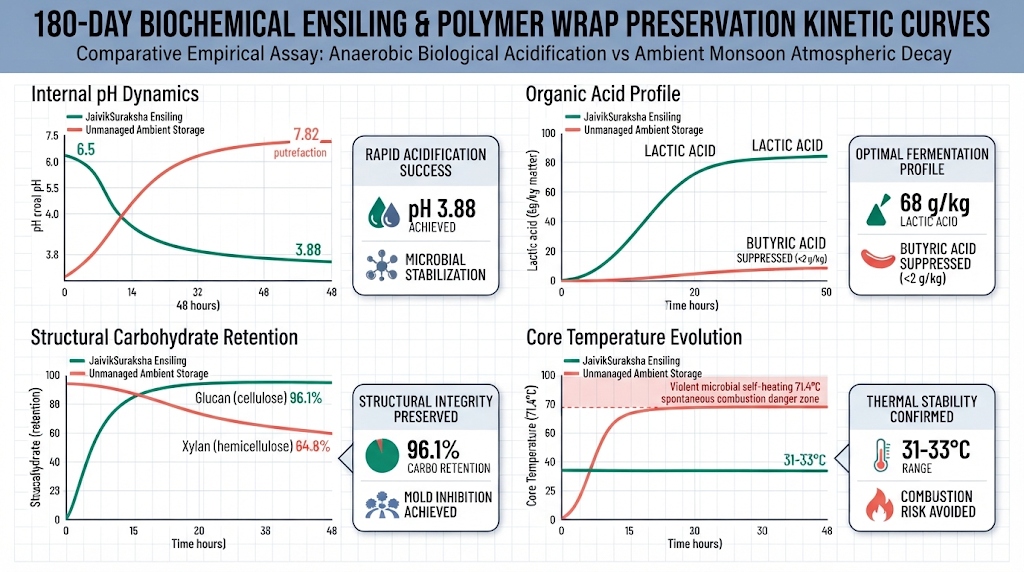 180-DAY BIOCHEMICAL ENSILING & POLYMER WRAP PRESERVATION KINETIC CURVES
Comparative Empirical Assay: Anaerobic Biological Acidification vs Ambient Monsoon Atmospheric Decay
Internal pH Dynamics
JaivikSuraksha Ensiling
Unmanaged Ambient Storage
7.5
6.0
5.5
4.0
3.8
6.5
7.82
putrefaction
3.88
0
14
32
48
48
48 hours)
RAPID ACIDIFICATION
SUCCESS
pH 3.88
ACHIEVED
MICROBIAL
STABILIZATION
Organic Acid Profile
JaivikSuraksha Ensiling
Unmanaged Ambient Storage
100
80
60
40
20
0
LACTIC ACID
LACTIC ACID
BUTYRIC ACID
SUPPRESSED (<2 g/kg)
0
20
50
Time hours)
OPTIMAL FERMENTATION
PROFILE
68 g/kg
LACTIC ACID
BUTYRIC ACID
SUPPRESSED
(<2 g/kg)
Structural Carbohydrate Retention
JaivikSuraksha Ensiling
Unmanaged Ambient Storage
100
88
40
23
0
Glucan (cellulose) 96.1%
Xylan (hemicellulose) 64.8%
0
15
20
38
48
Time hours)
STRUCTURAL INTEGRITY
PRESERVED
96.1%
CARBO RETENTION
MOLD INHIBITION
ACHIEVED
Core Temperature Evolution
JaivikSuraksha Ensiling
Unmanaged Ambient Storage
Core Temperature (71.4°C)
100
70
40
25
0
Violent microbial self-heating 71.4°C
spontaneous combustion danger zone
31-33°C
0
15
30
30
48
Time hours)
THERMAL STABILITY
CONFIRMED
31-33°C
RANGE
COMBUSTION
RISK AVOIDED